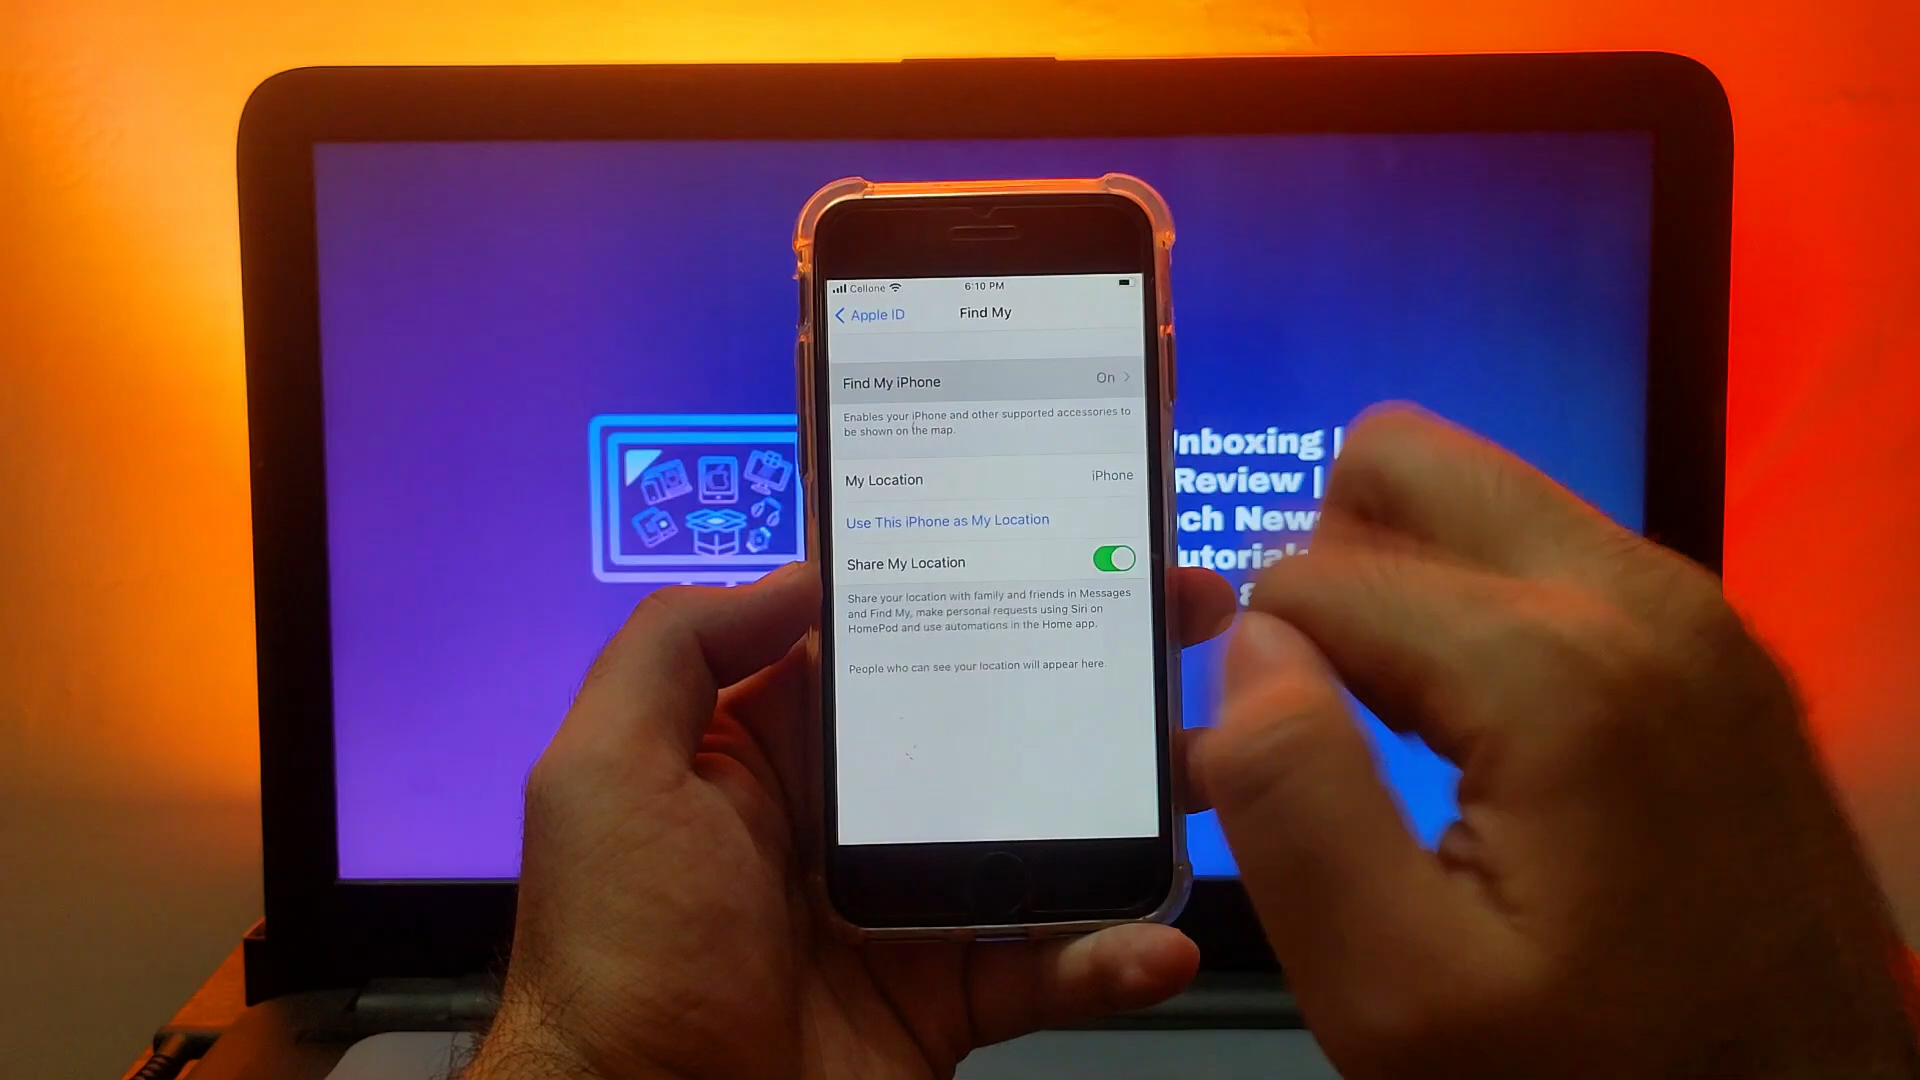 Cellone
6:10 PM
Apple ID
Find My
Find My iPhone
On
Enables your iPhone and other supported accessories to
be shown on the map.
My Location
iPhone
Use This iPhone as My Location
Share My Location
Share your location with family and friends in Messages
and Find My, make personal requests using Siri on
HomePod and use automations in the Home app.
People who can see your location will appear here.
nboxing |
Review |
ch New
utorial